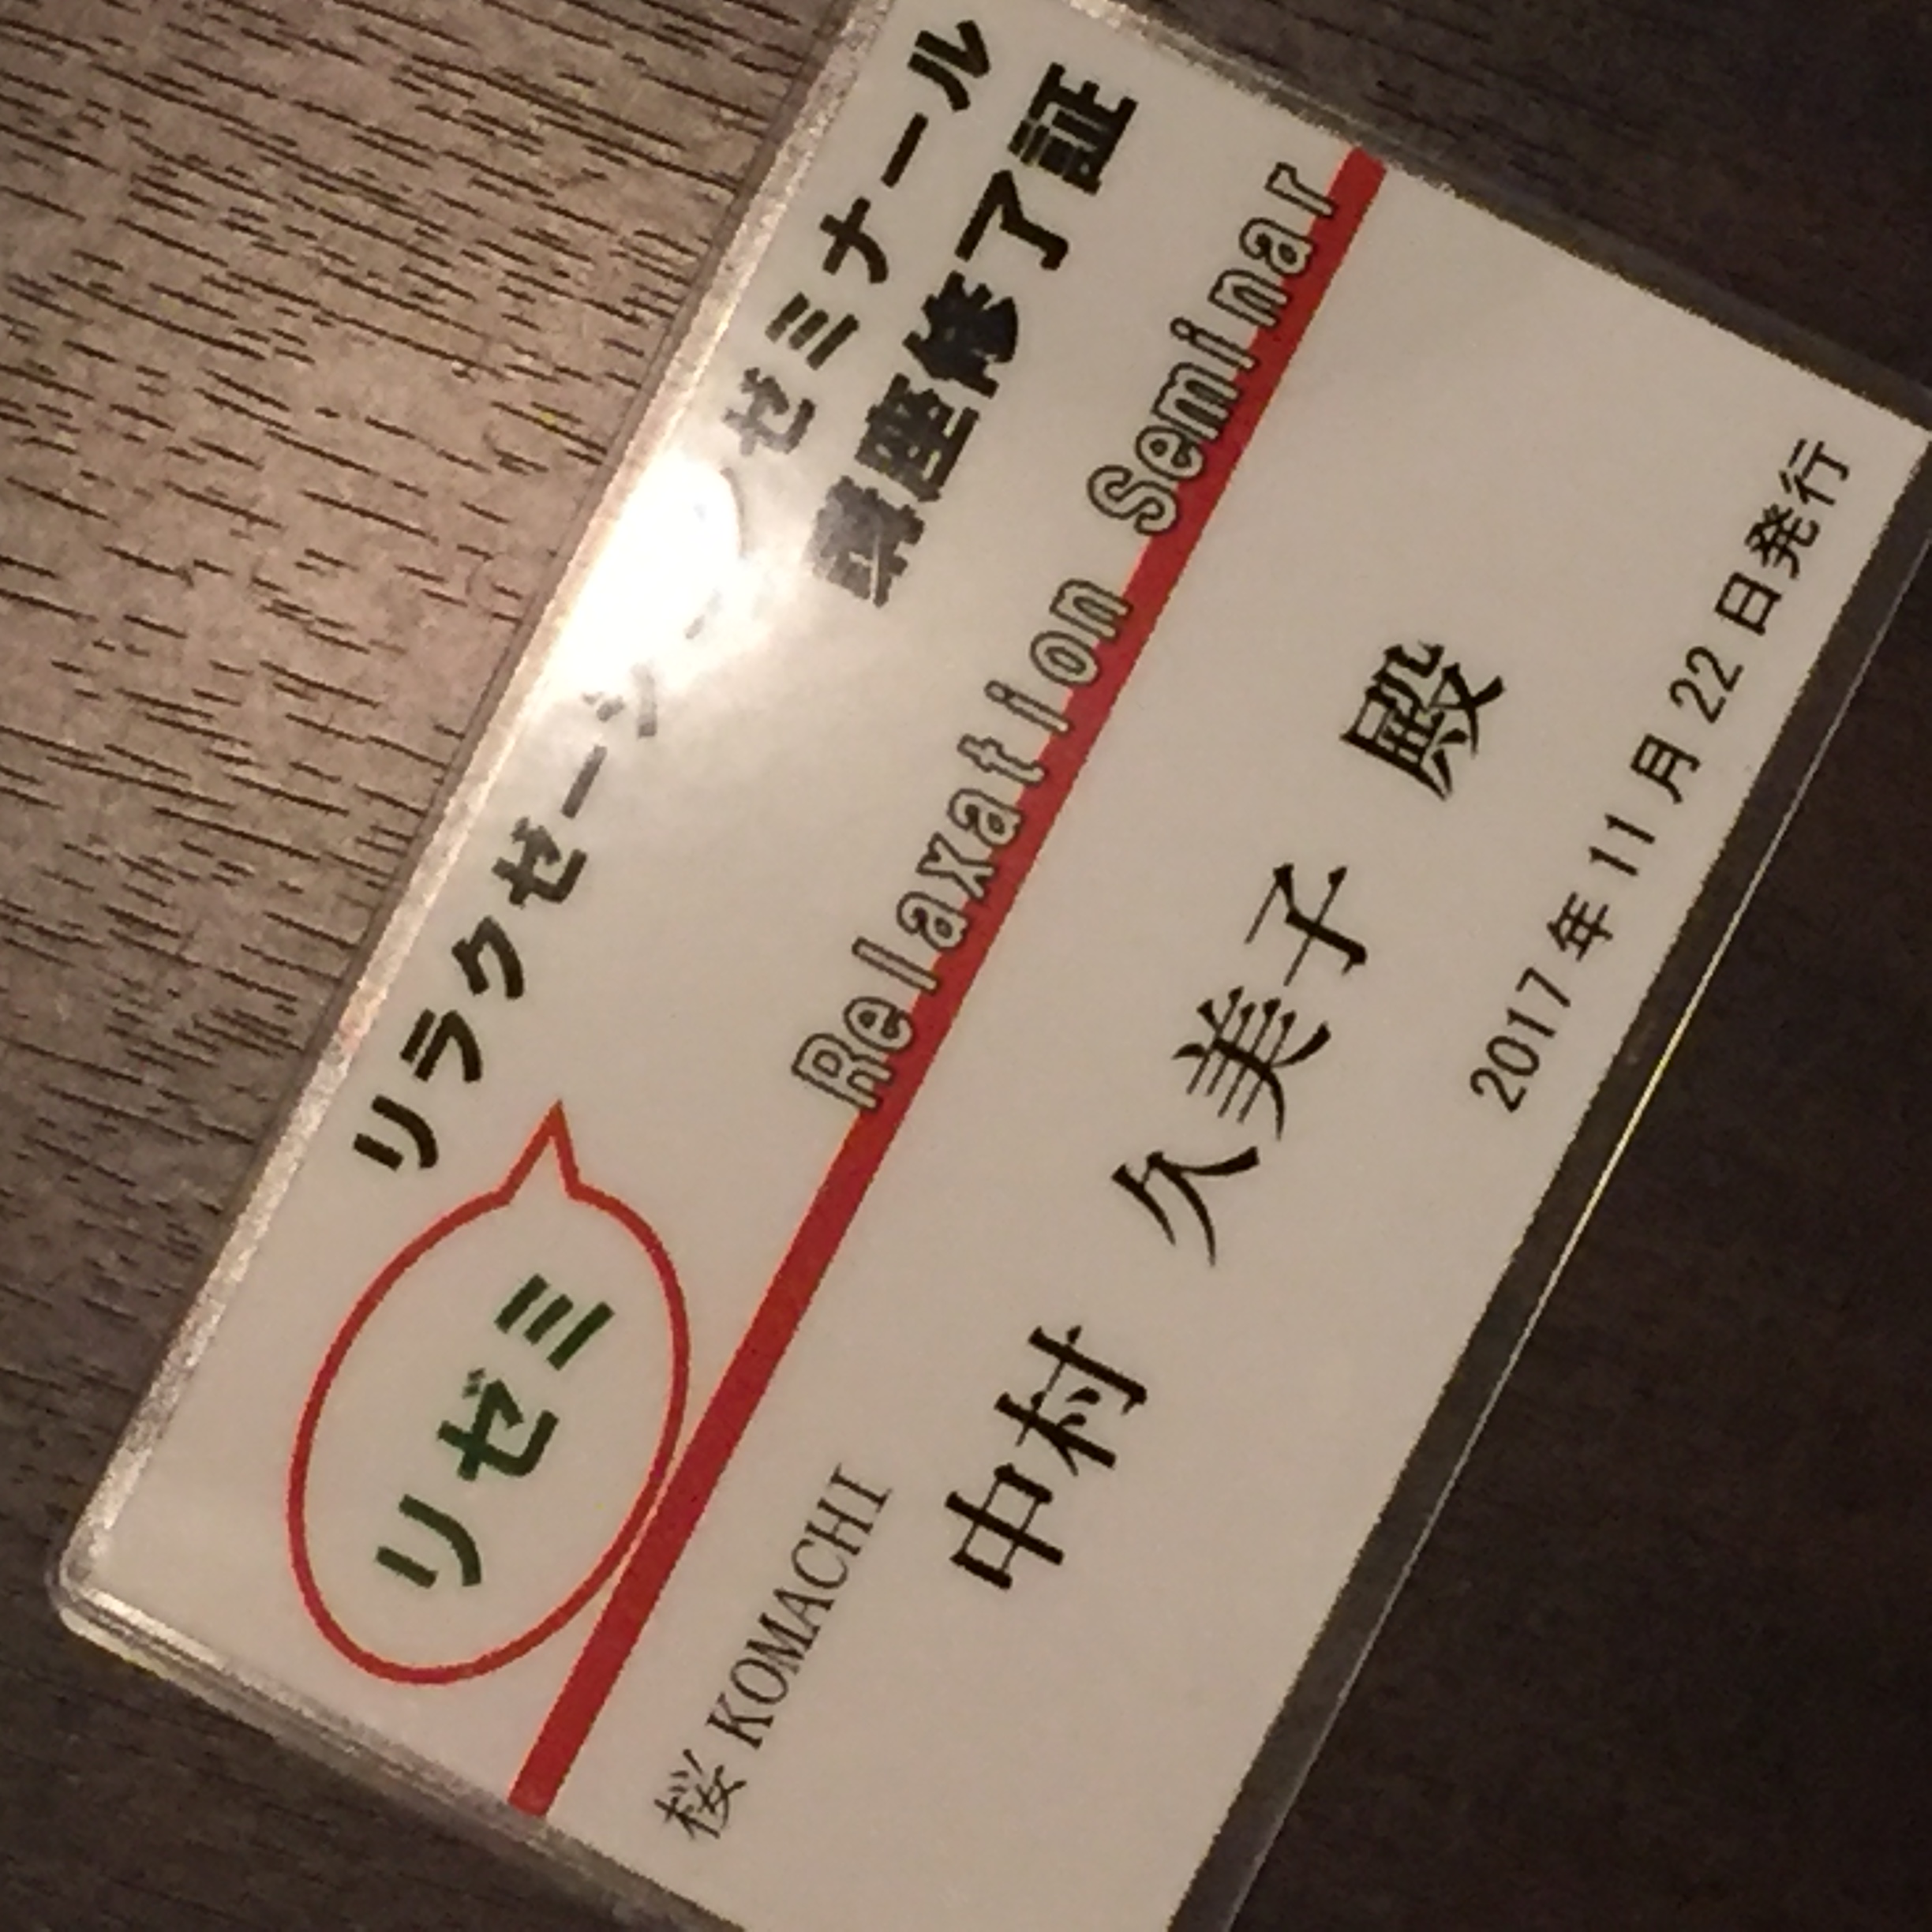 リゼミ
リラクゼーションゼミナール
講座修了証
Relaxation Seminar
桜 KOMACHI
中村 久美子 殿
2017年11月22日発行